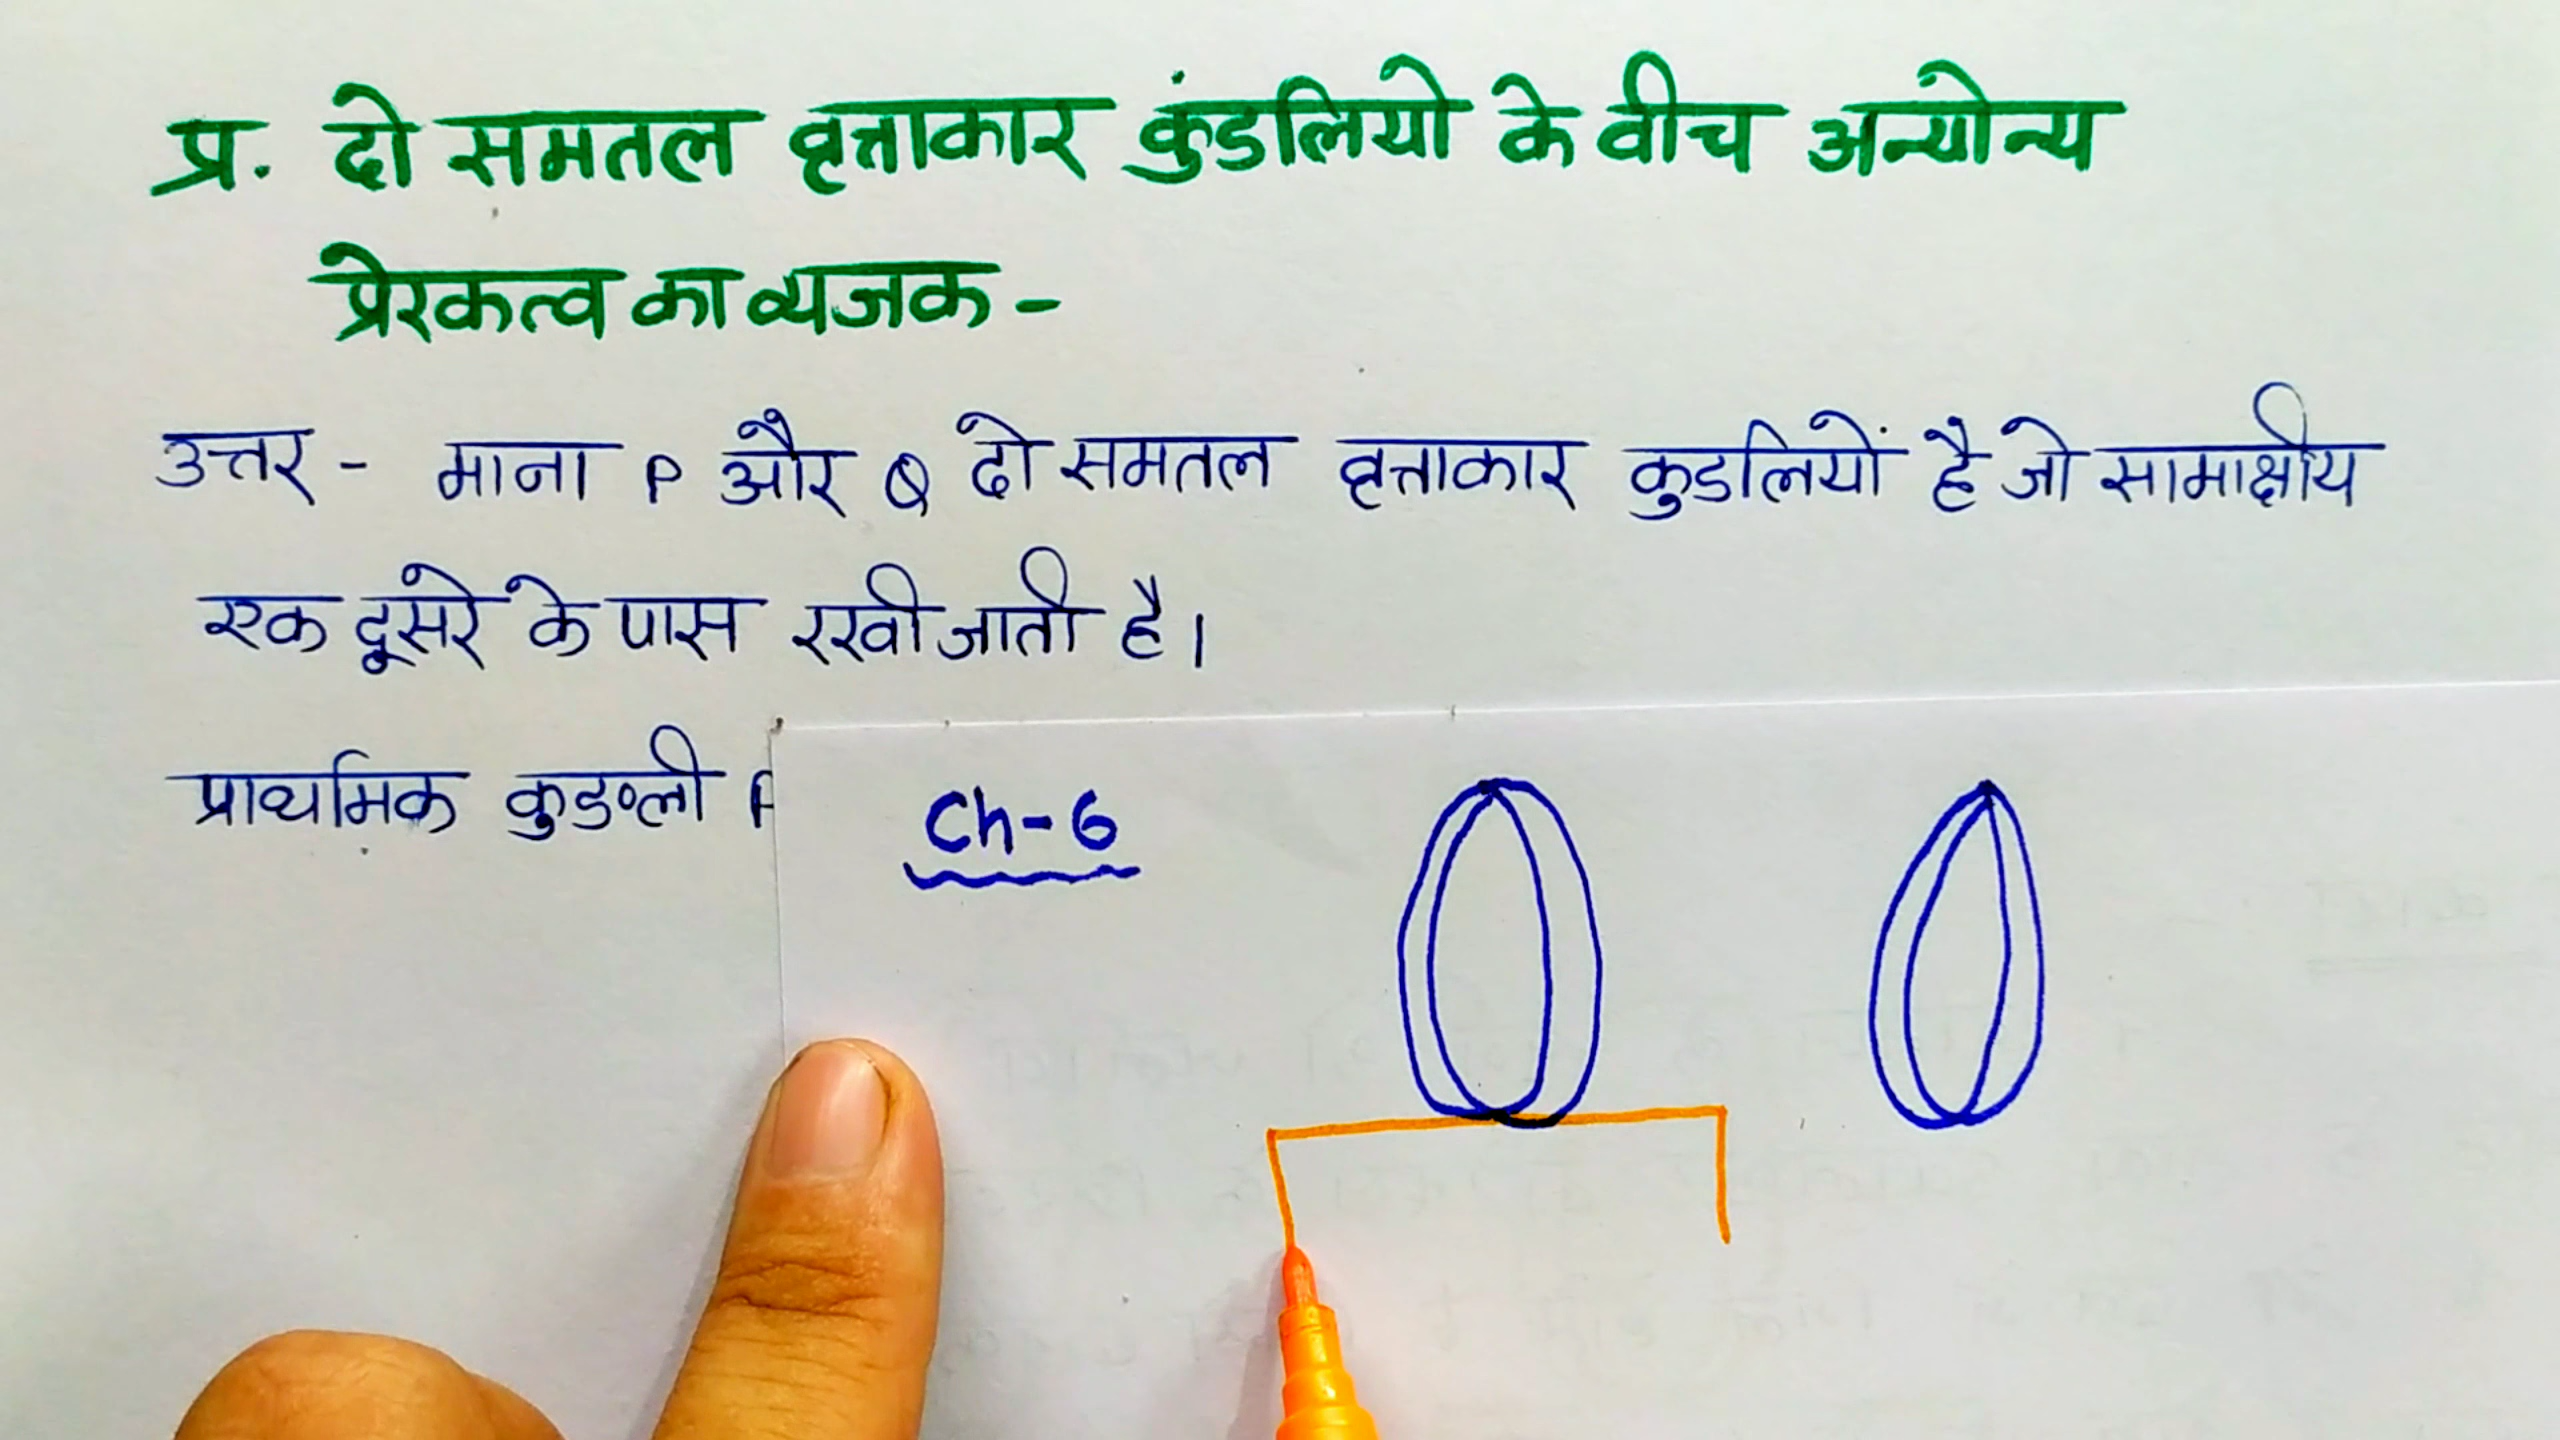 प्र. दो समतल वृत्ताकार कुंडलियो के वीच अन्योन्य
प्रेरकत्व का व्यजक -
उत्तर - माना P और Q दो समतल वृत्ताकार कुडलियों है जो सामाक्षीय
एक दूसरे के पास रखी जाती है।
प्राथमिक कुडली P
Ch-6